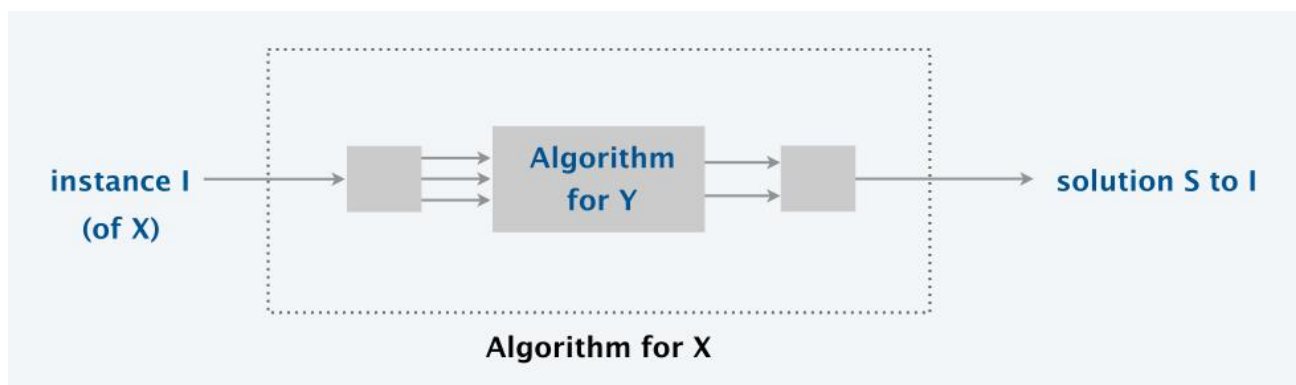 instance I
(of X)
Algorithm
for Y
solution S to I
Algorithm for X